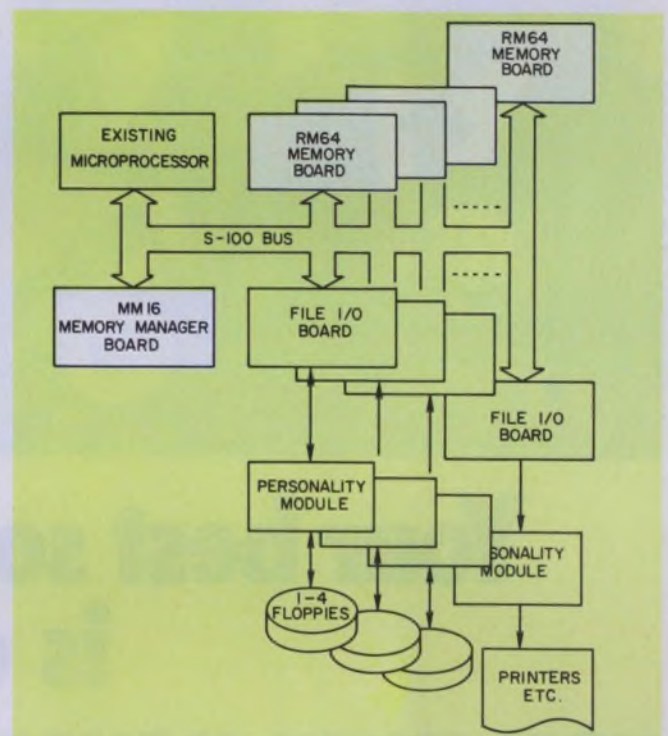 RM64
MEMORY
BOARD
EXISTING
MICROPROCESSOR
RM64
MEMORY
BOARD
S-100 BUS
MM16
MEMORY MANAGER
BOARD
FILE I/O
BOARD
FILE I/O
BOARD
PERSONALITY
MODULE
SONALITY
MODULE
1-4
FLOPPIES
PRINTERS
ETC.